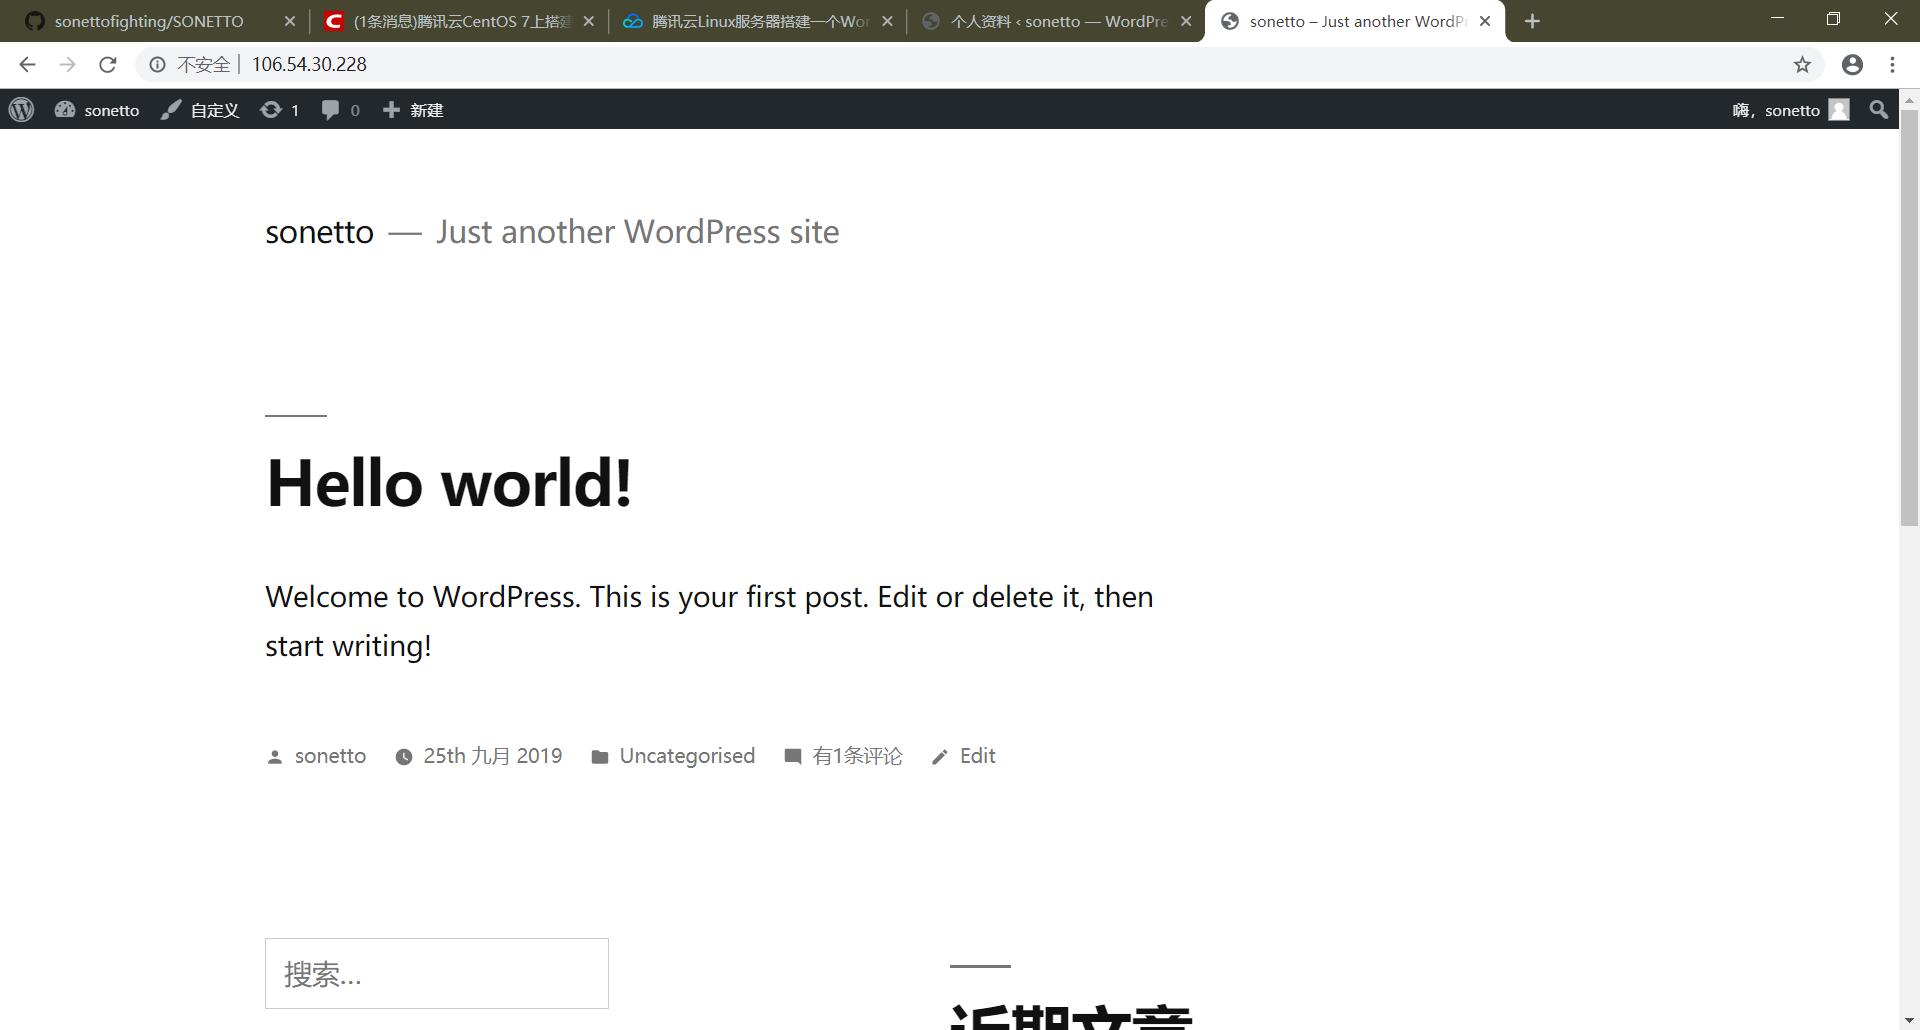 sonettofighting/SONETTO
(1条消息)腾讯云CentOS 7上搭建
腾讯云Linux服务器搭建一个Wor
个人资料 ‹ sonetto — WordPre
sonetto – Just another WordPr
不安全 106.54.30.228
sonetto 自定义 1 0 新建 嗨，sonetto
sonetto — Just another WordPress site
Hello world!
Welcome to WordPress. This is your first post. Edit or delete it, then
start writing!
sonetto 25th 九月 2019 Uncategorised 有1条评论 Edit
搜索…
近期文章